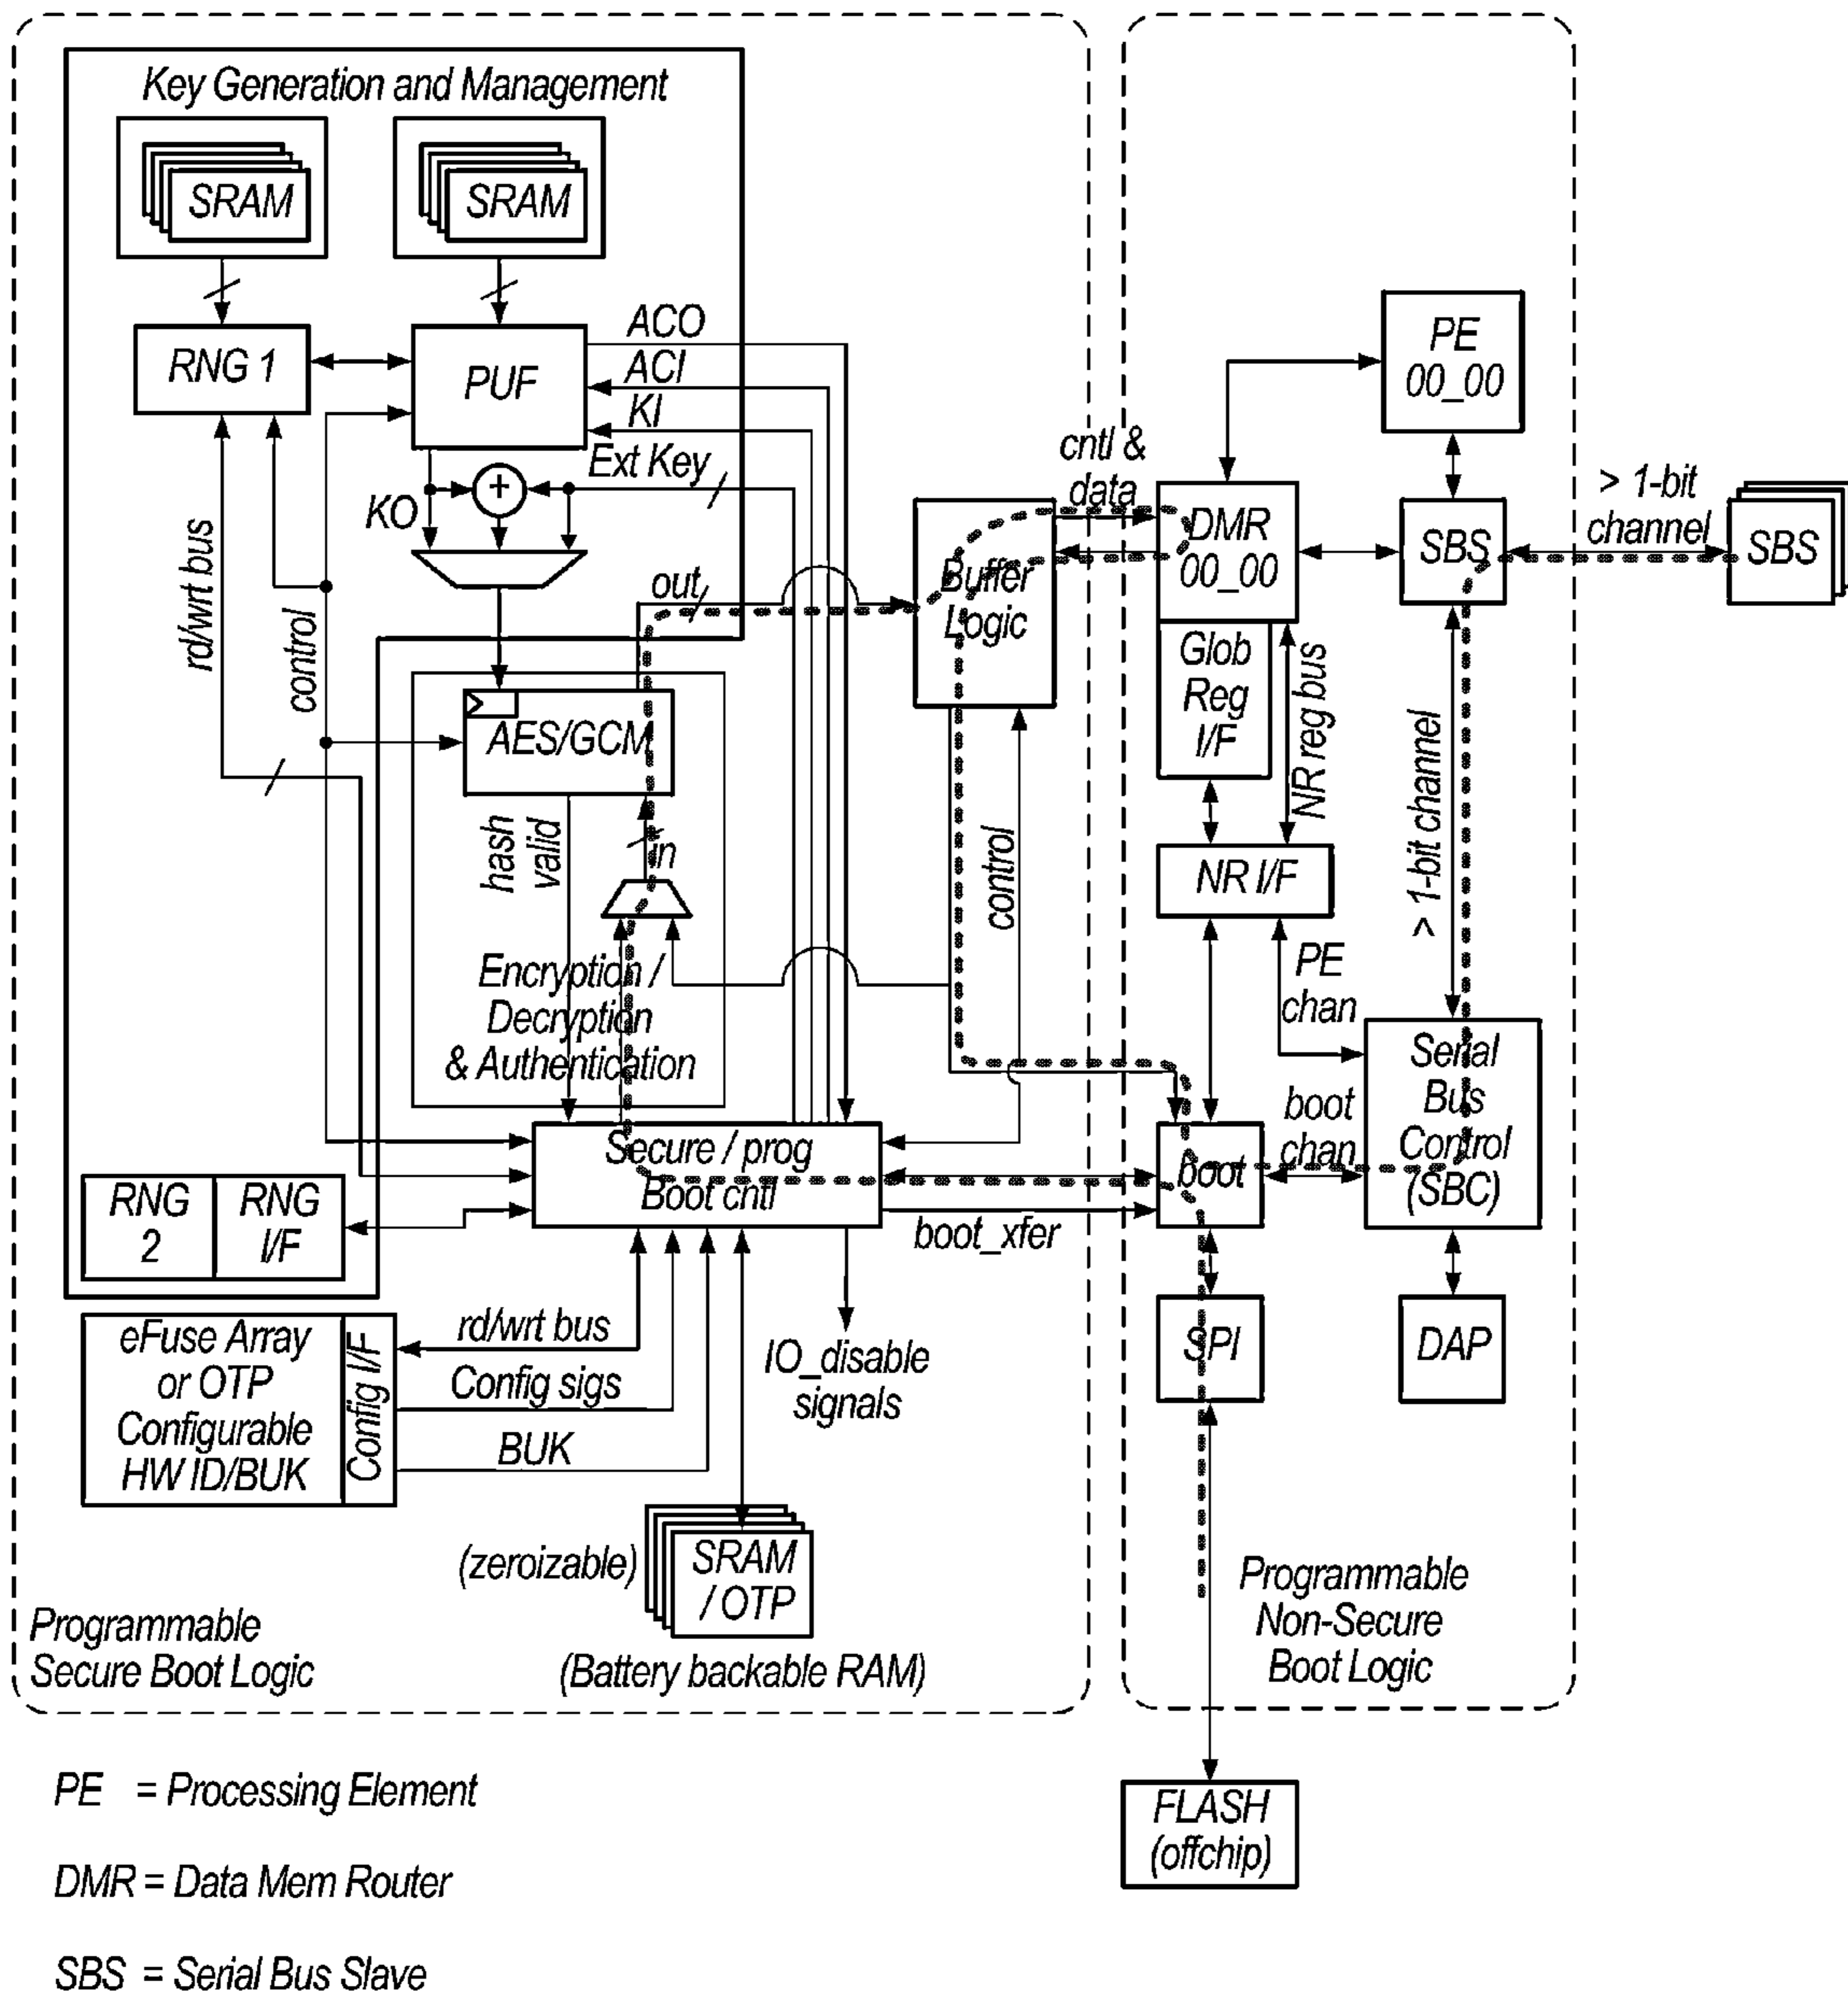 Key Generation and Management
SRAM
SRAM
RNG 1
PUF
ACO
ACI
KI
Ext Key
KO
+
rd/wrt bus
control
out
AES/GCM
hash
valid
in
Encryption /
Decryption
& Authentication
Secure / prog
Boot cntl
RNG
2
RNG
I/F
eFuse Array
or OTP
Configurable
HW ID/BUK
Config I/F
rd/wrt bus
Config sigs
BUK
IO_disable
signals
(zeroizable)
SRAM
/ OTP
(Battery backable RAM)
Programmable
Secure Boot Logic
Buffer
Logic
control
cntl &
data
boot_xfer
PE
00_00
DMR
00_00
SBS
> 1-bit
channel
SBS
Glob
Reg
I/F
NR reg bus
> 1-bit channel
NR I/F
PE
chan
Serial
Bus
Control
(SBC)
boot
chan
boot
SPI
DAP
Programmable
Non-Secure
Boot Logic
FLASH
(offchip)
PE = Processing Element
DMR = Data Mem Router
SBS = Serial Bus Slave